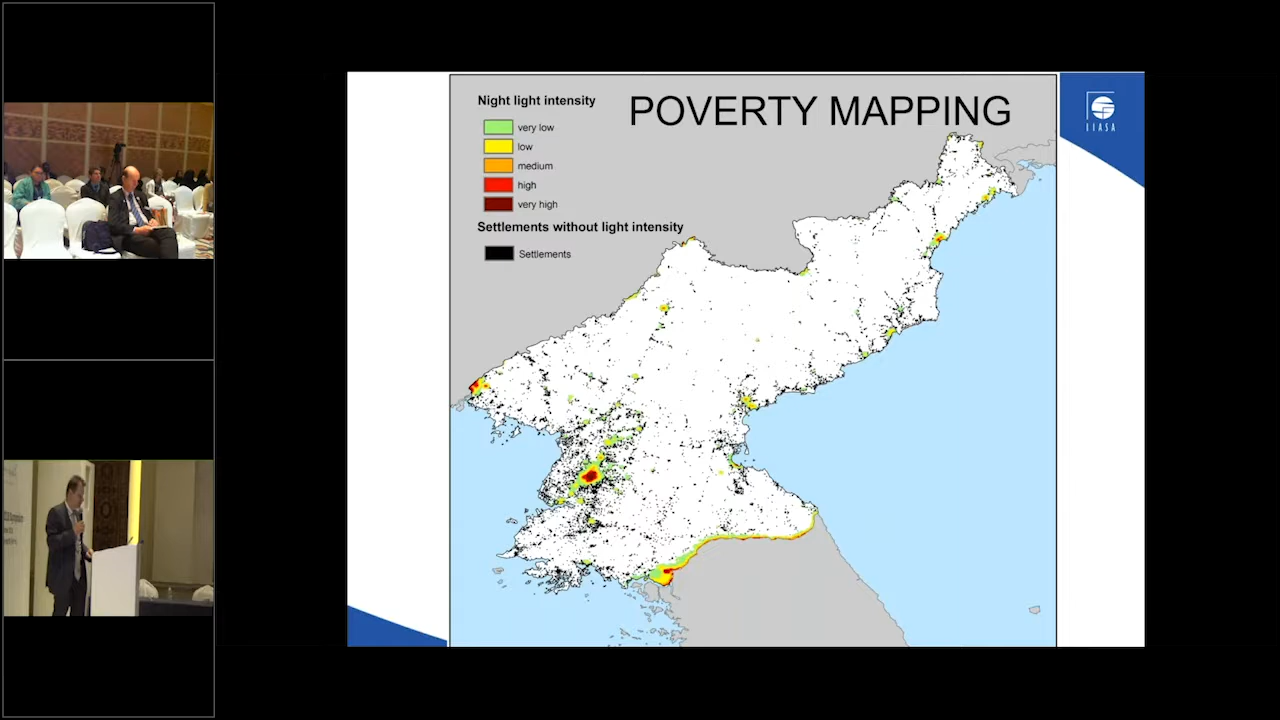 Night light intensity
POVERTY MAPPING
very low
low
medium
high
very high
Settlements without light intensity
Settlements
IIASA